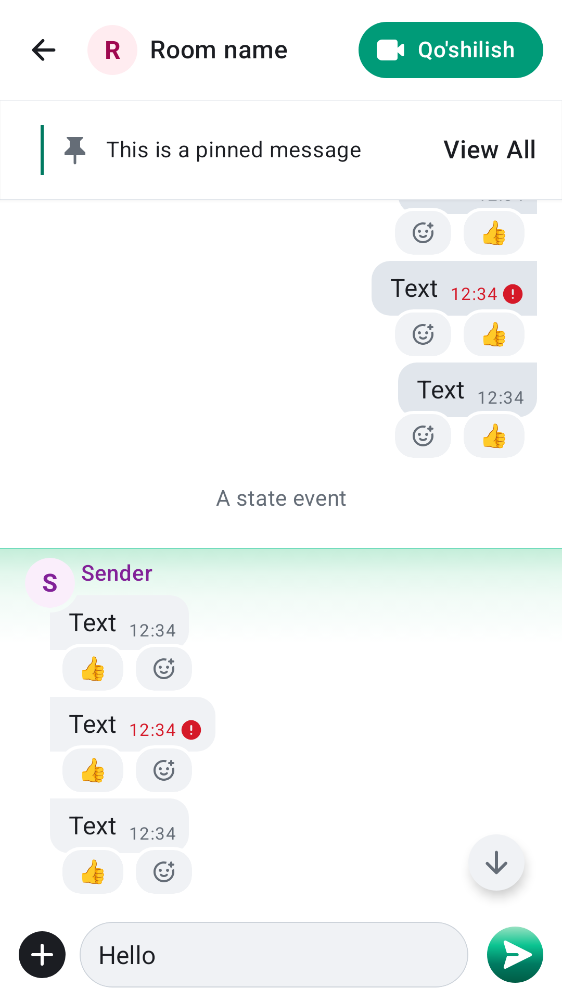 R Room name Qo'shilish
This is a pinned message View All
Text 12:34
Text 12:34
A state event
S Sender
Text 12:34
Text 12:34
Text 12:34
Hello